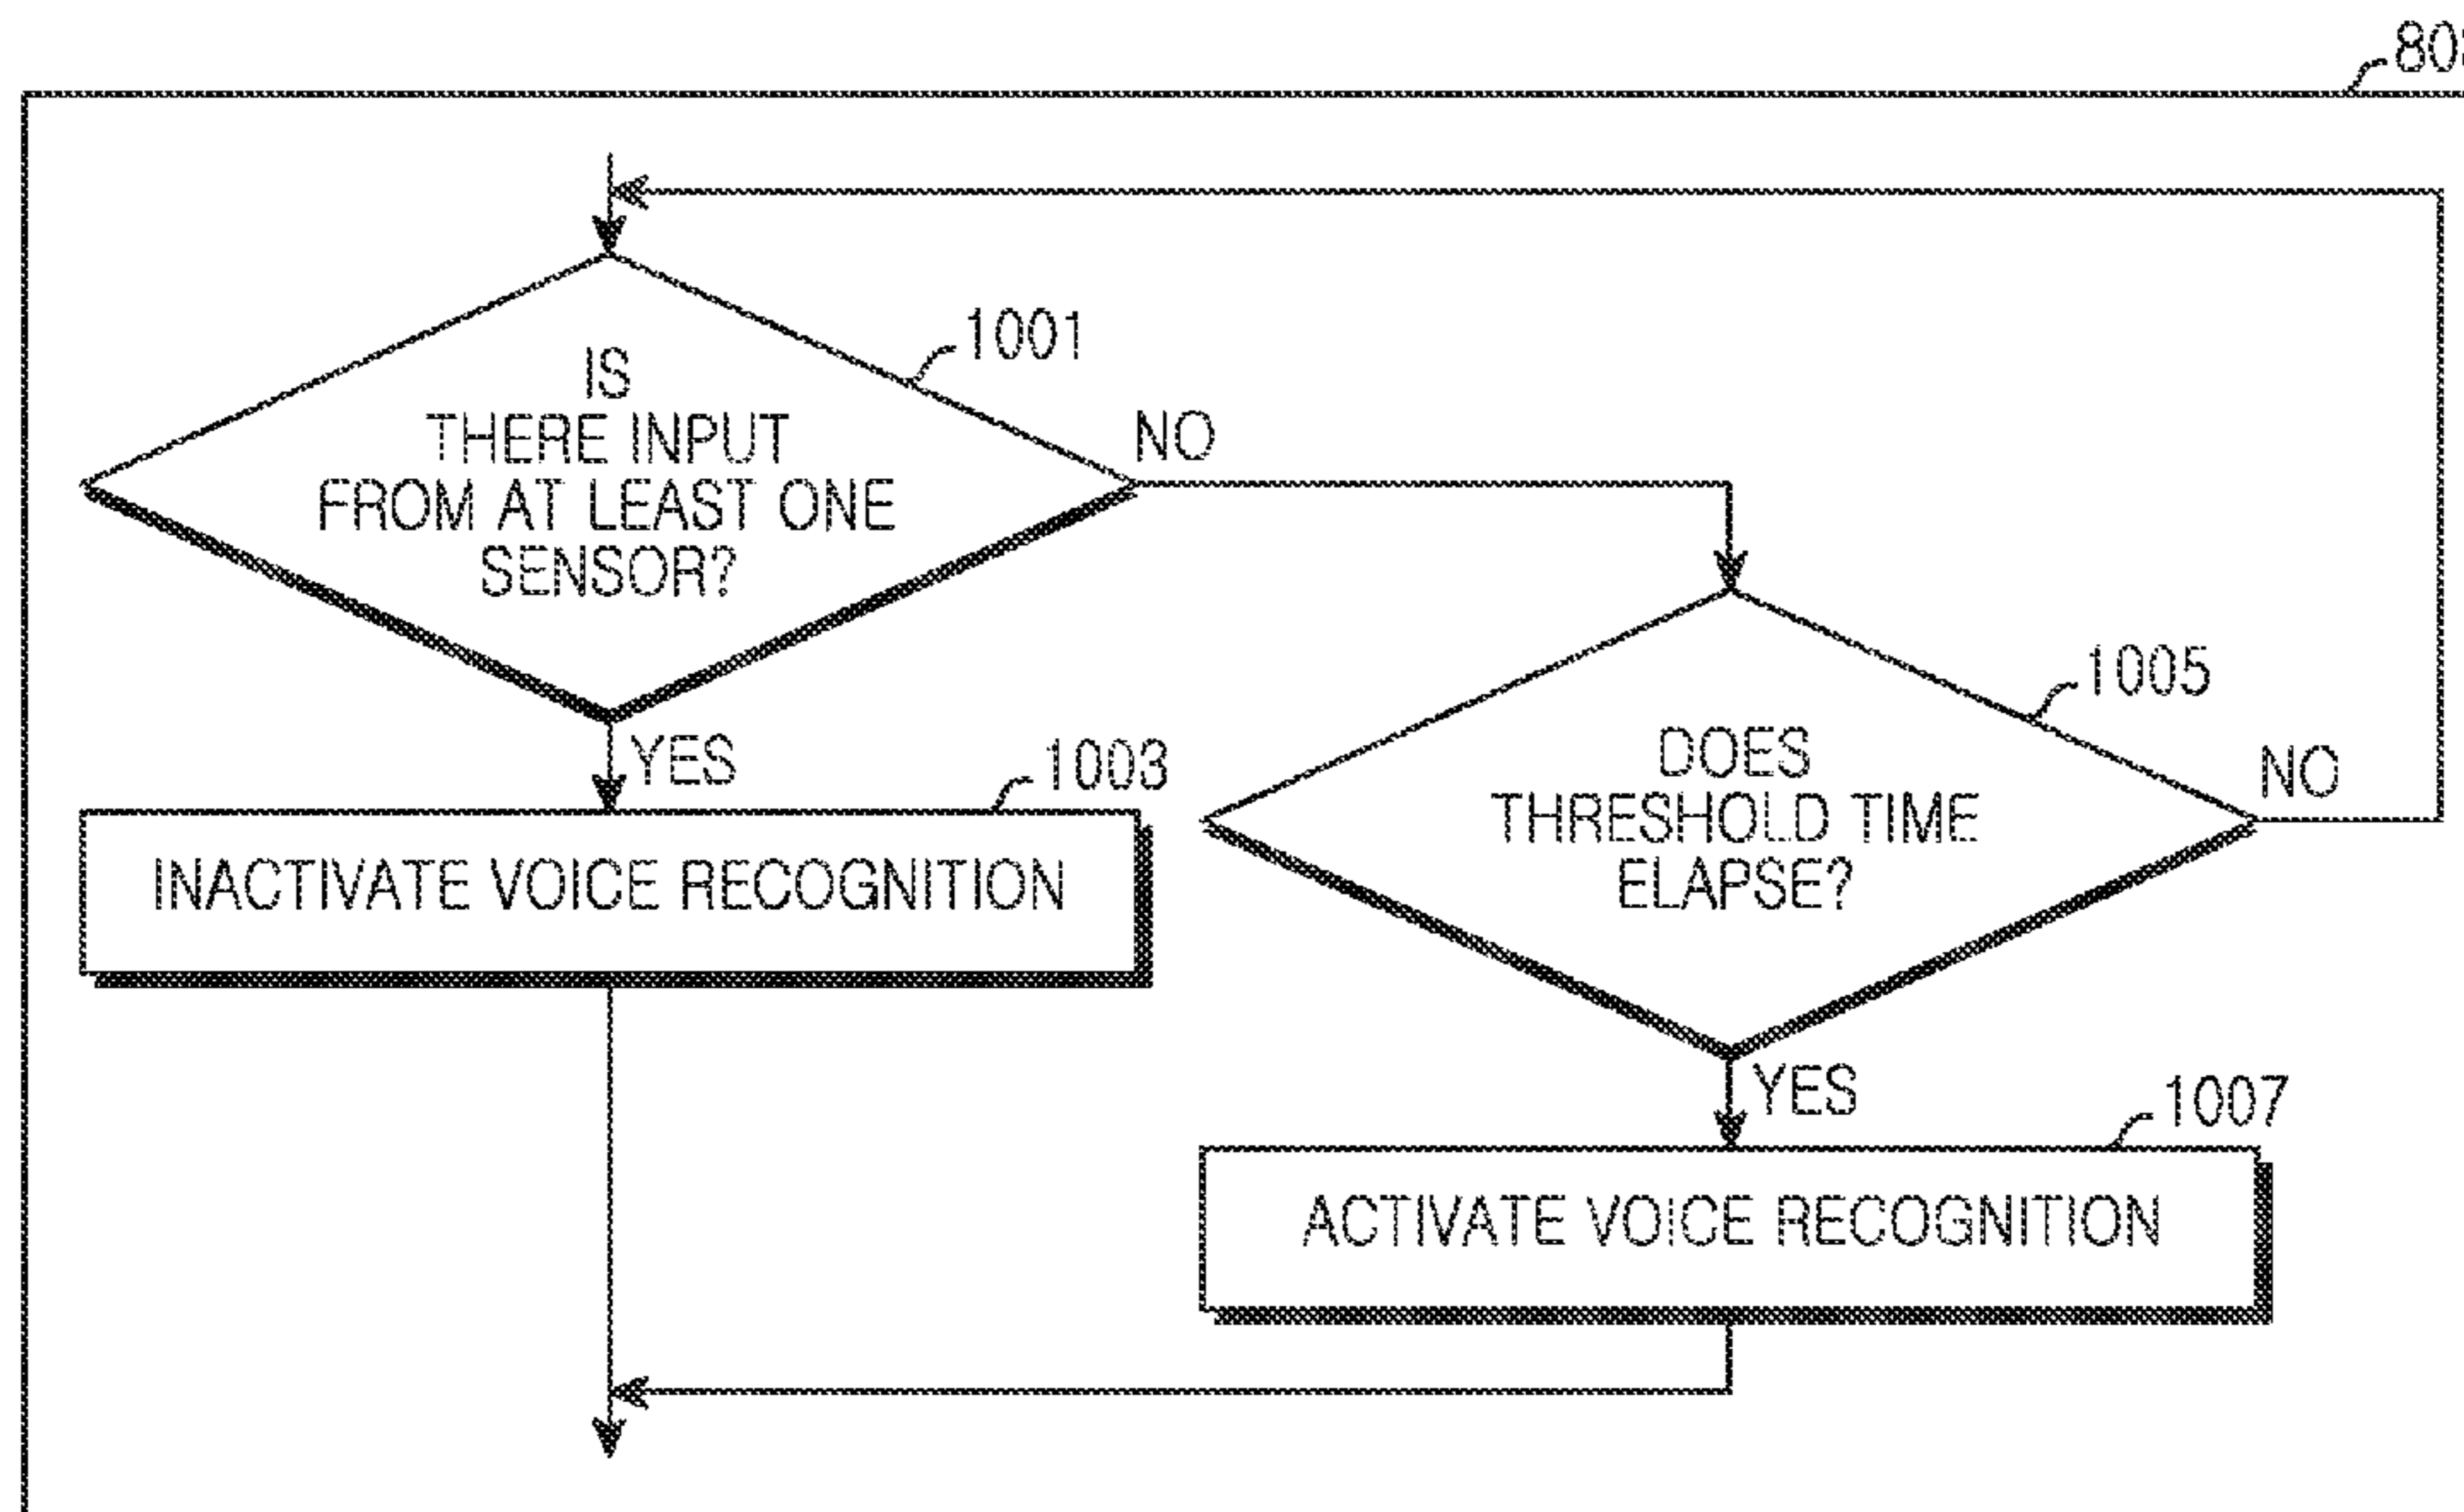 1001
IS
THERE INPUT
FROM AT LEAST ONE
SENSOR?
NO
YES
1003
INACTIVATE VOICE RECOGNITION
1005
DOES
THRESHOLD TIME
ELAPSE?
NO
YES
1007
ACTIVATE VOICE RECOGNITION